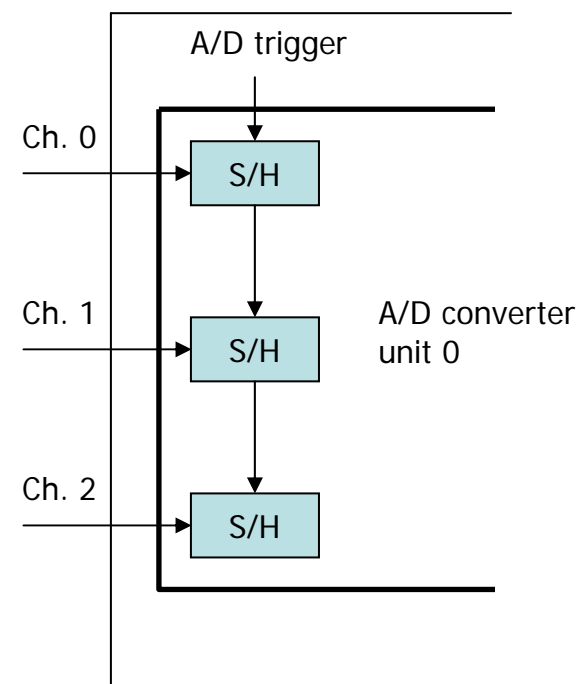 A/D trigger
Ch. 0
S/H
Ch. 1
S/H
A/D converter
unit 0
Ch. 2
S/H